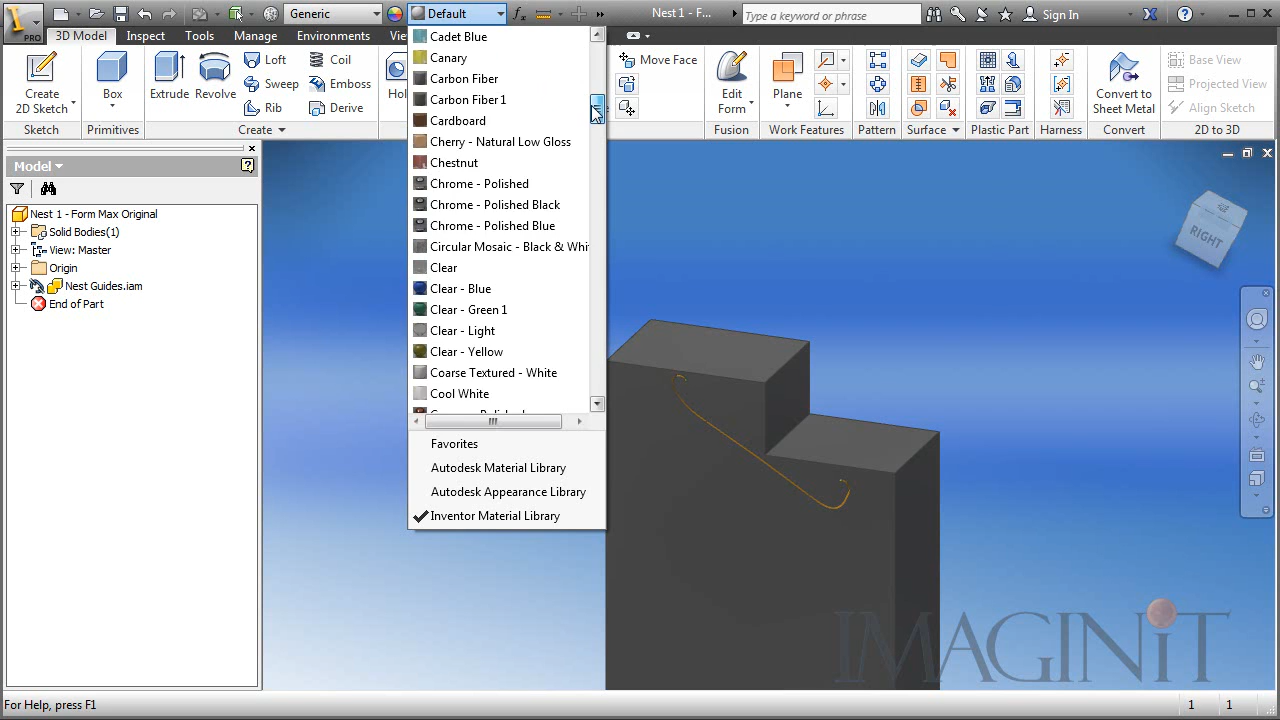 Generic
Default
Nest 1 - F...
Type a keyword or phrase
Sign In
PRO
3D Model
Inspect
Tools
Manage
Environments
Create
2D Sketch
Box
Extrude
Revolve
Loft
Sweep
Rib
Coil
Emboss
Derive
Ho
Move Face
Edit
Form
Plane
Convert to
Sheet Metal
Base View
Projected View
Align Sketch
Sketch
Primitives
Create
Fusion
Work Features
Pattern
Surface
Plastic Part
Harness
Convert
2D to 3D
Model
Nest 1 - Form Max Original
Solid Bodies(1)
View: Master
Origin
Nest Guides.iam
End of Part
Cadet Blue
Canary
Carbon Fiber
Carbon Fiber 1
Cardboard
Cherry - Natural Low Gloss
Chestnut
Chrome - Polished
Chrome - Polished Black
Chrome - Polished Blue
Circular Mosaic - Black & Whi
Clear
Clear - Blue
Clear - Green 1
Clear - Light
Clear - Yellow
Coarse Textured - White
Cool White
Favorites
Autodesk Material Library
Autodesk Appearance Library
Inventor Material Library
RIGHT
IMAGINiT
For Help, press F1
1
1